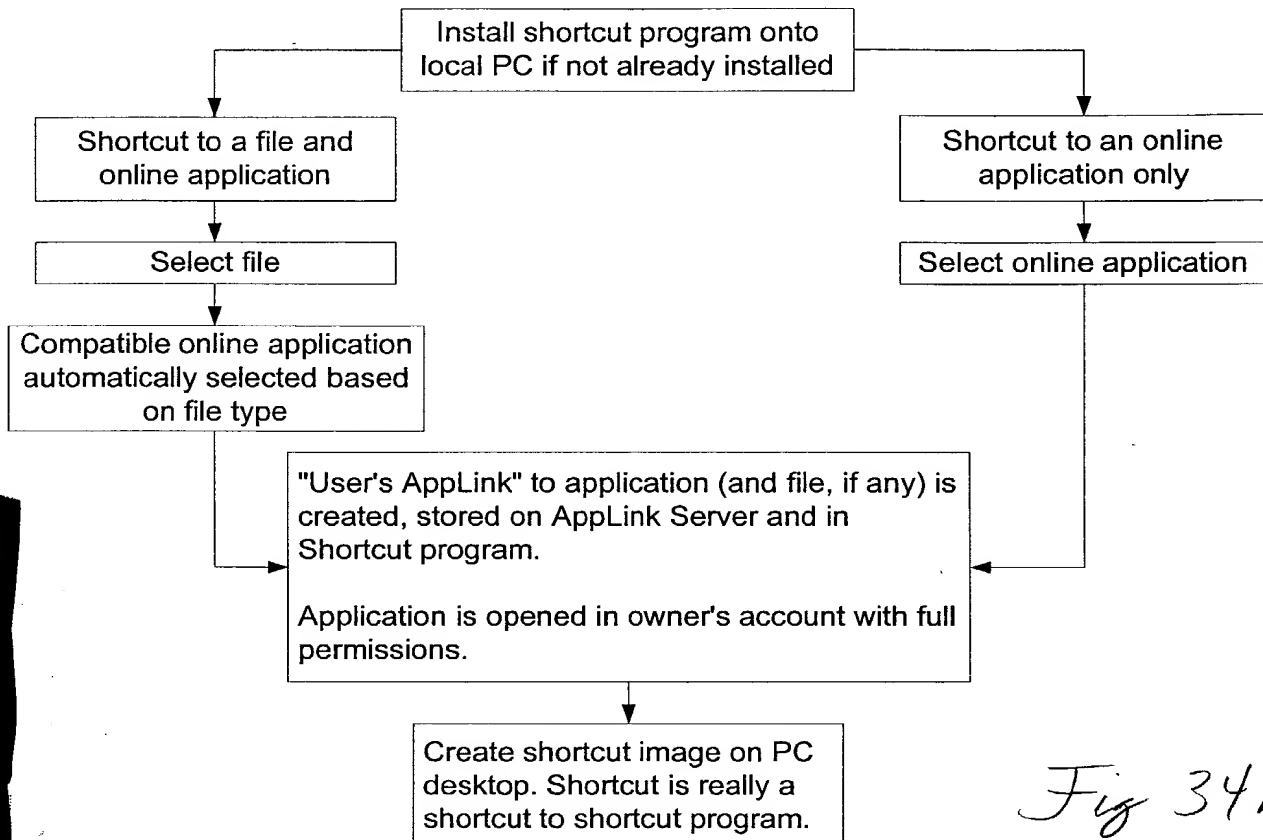 Install shortcut program onto
local PC if not already installed
Shortcut to a file and
online application
Shortcut to an online
application only
Select file
Select online application
Compatible online application
automatically selected based
on file type
"User's AppLink" to application (and file, if any) is
created, stored on AppLink Server and in
Shortcut program.
Application is opened in owner's account with full
permissions.
Create shortcut image on PC
desktop. Shortcut is really a
shortcut to shortcut program.
Fig 34